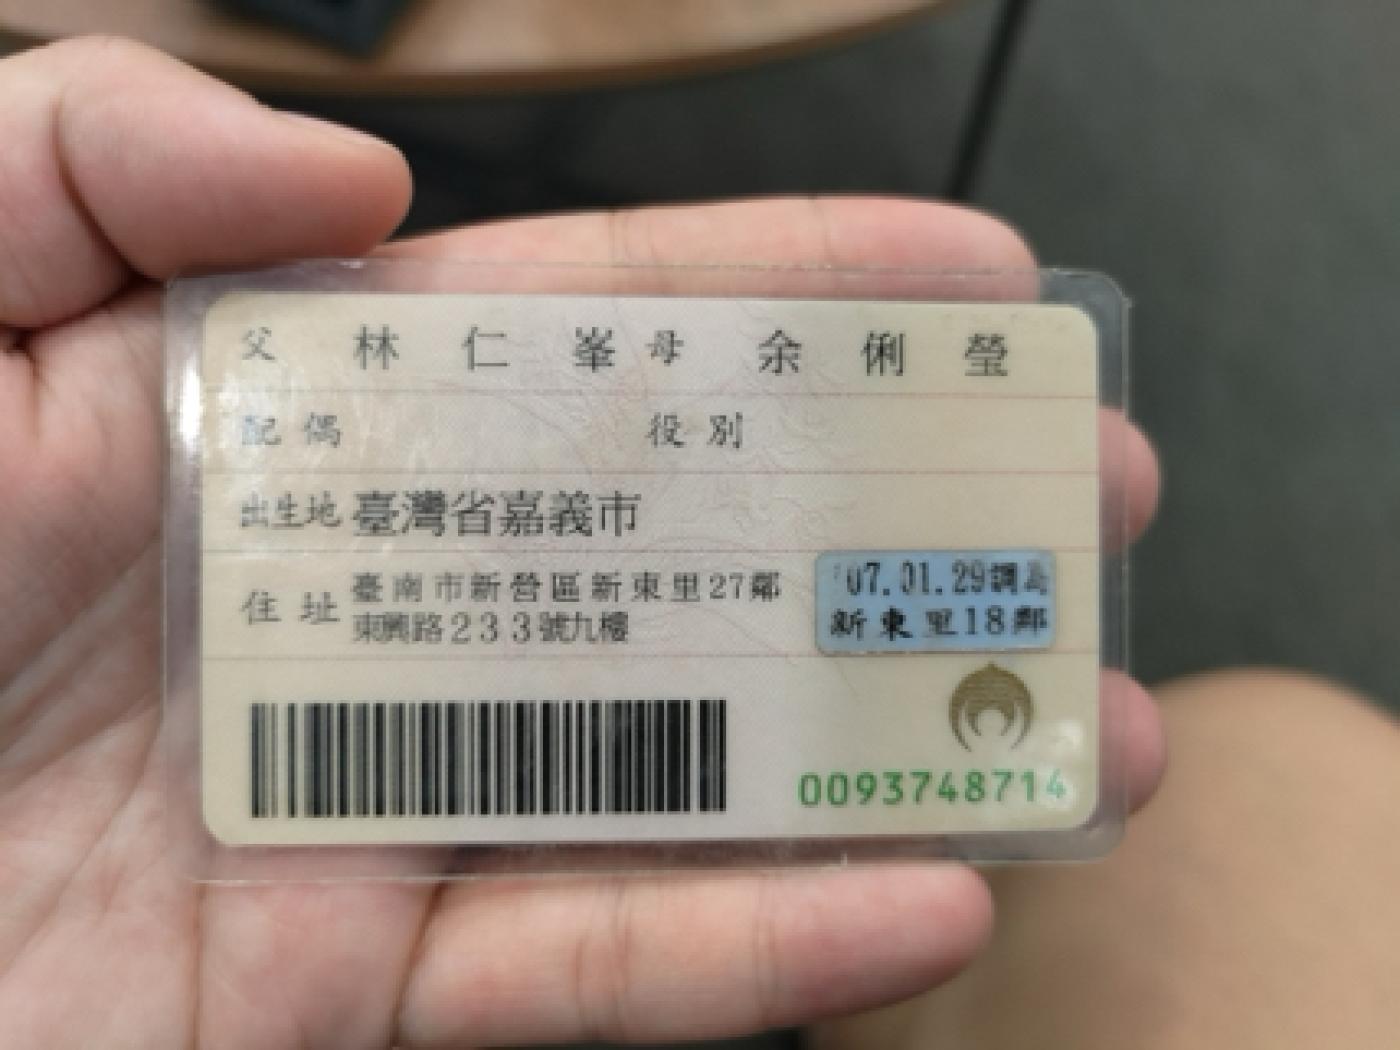 父 林仁峯 母 余俐瑩
配偶 役別
出生地 臺灣省嘉義市
住址 臺南市新營區新東里27鄰
東興路233號九樓
07.01.29調為
新東里18鄰
0093748714